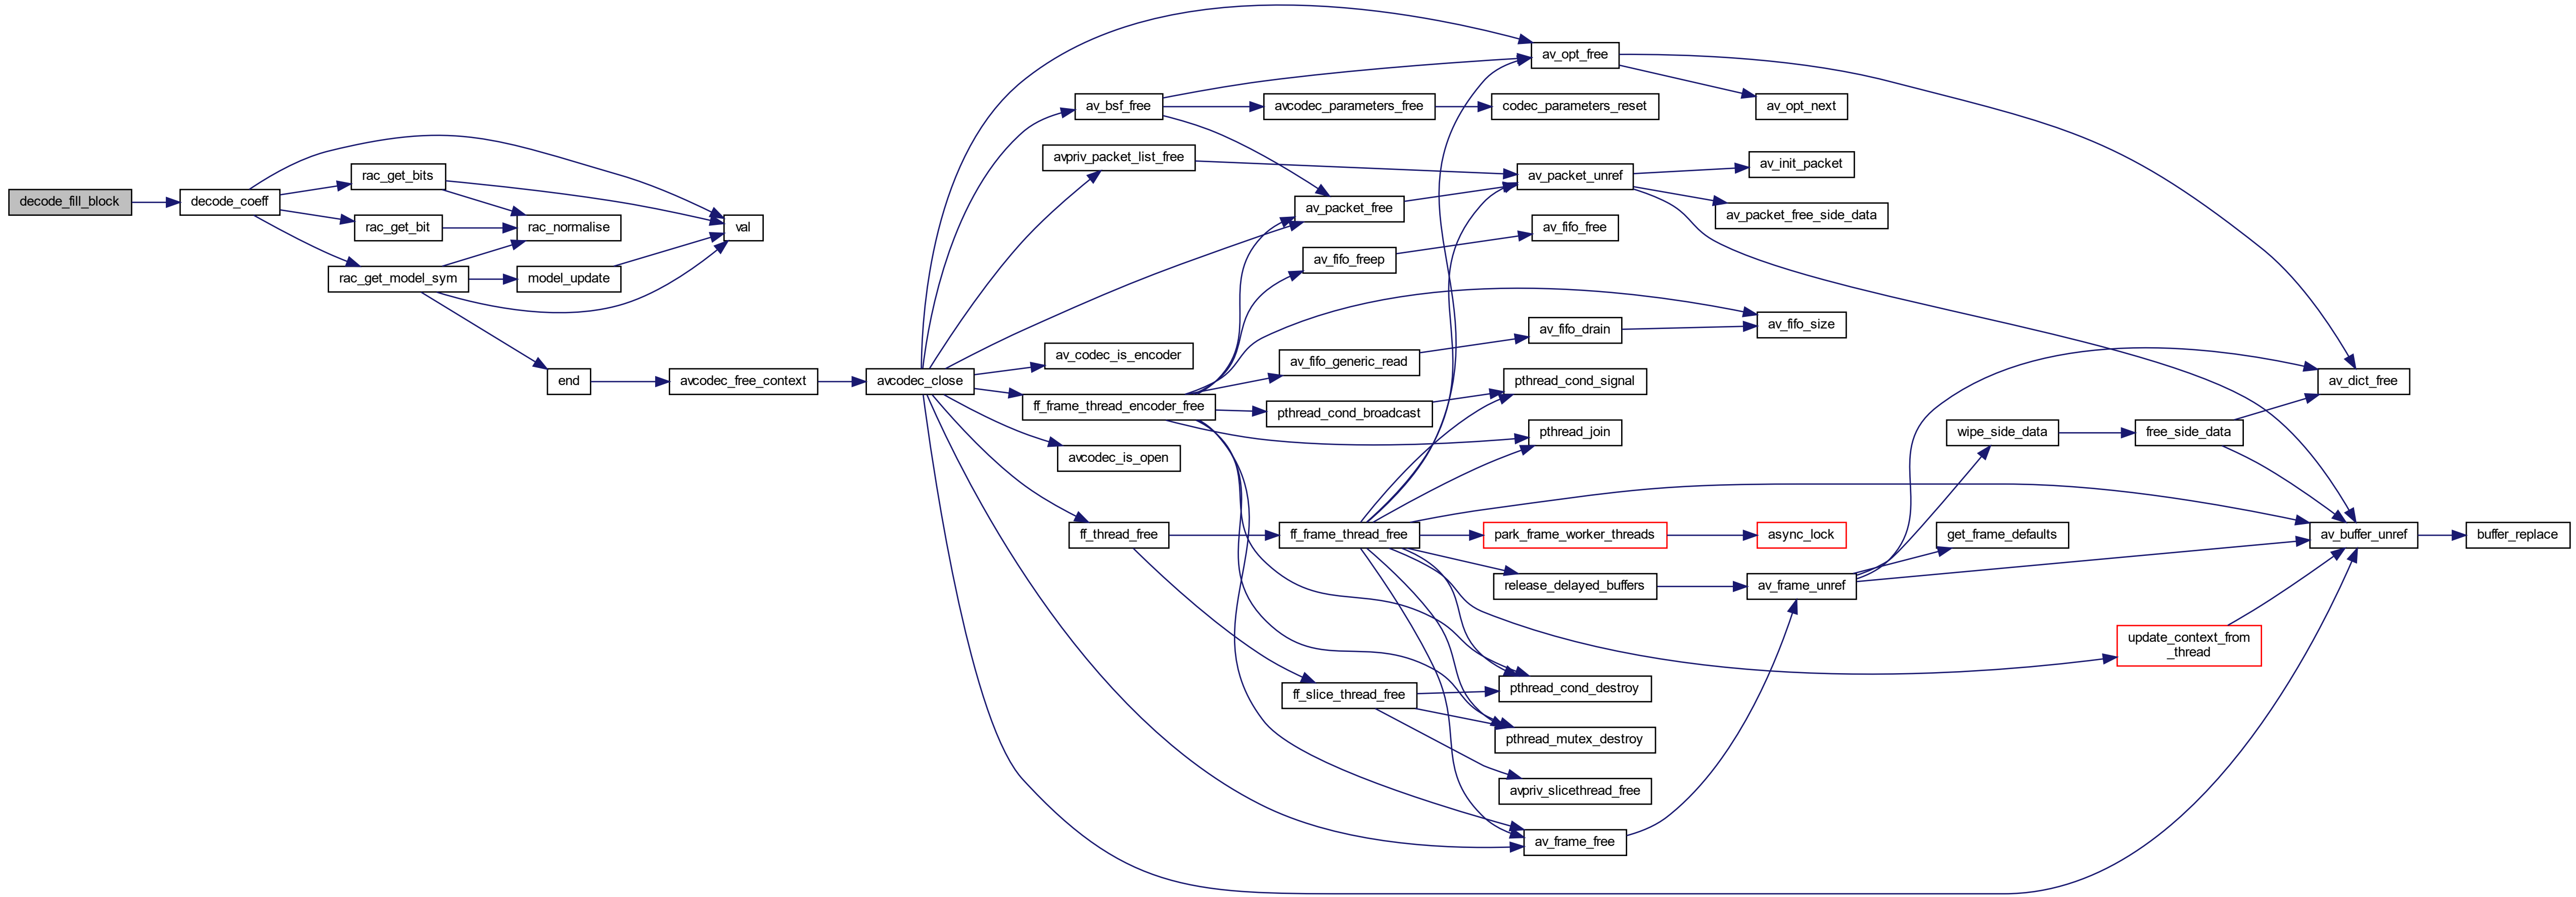 decode_fill_block
decode_coeff
rac_get_bits
rac_get_bit
rac_get_model_sym
rac_normalise
model_update
end
val
avcodec_free_context
avcodec_close
av_bsf_free
avpriv_packet_list_free
av_codec_is_encoder
ff_frame_thread_encoder_free
avcodec_is_open
ff_thread_free
avcodec_parameters_free
av_packet_free
av_fifo_freep
av_fifo_generic_read
pthread_cond_broadcast
ff_frame_thread_free
ff_slice_thread_free
av_opt_free
codec_parameters_reset
av_packet_unref
av_fifo_free
av_fifo_drain
pthread_cond_signal
pthread_join
park_frame_worker_threads
release_delayed_buffers
pthread_cond_destroy
pthread_mutex_destroy
avpriv_slicethread_free
av_frame_free
av_opt_next
av_init_packet
av_packet_free_side_data
av_fifo_size
async_lock
av_frame_unref
wipe_side_data
get_frame_defaults
free_side_data
update_context_from
_thread
av_dict_free
av_buffer_unref
buffer_replace